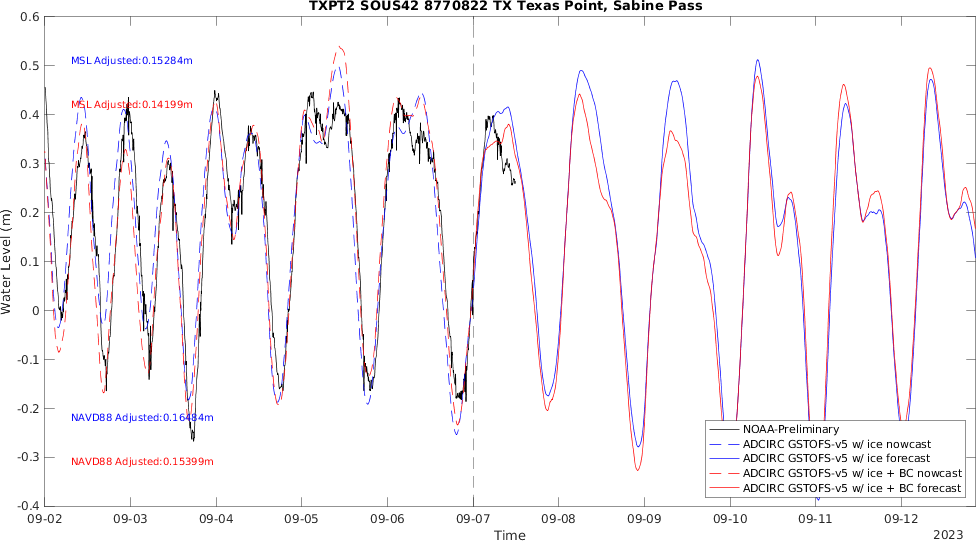 TXPT2 SOUS42 8770822 TX Texas Point, Sabine Pass
0.6
0.5
0.4
0.3
0.2
0.1
0
-0.1
-0.2
-0.3
-0.4
Water Level (m)
MSL Adjusted:0.15284m
MSL Adjusted:0.14199m
NAVD88 Adjusted:0.16484m
NAVD88 Adjusted:0.15399m
NOAA-Preliminary
ADCIRC GSTOFS-v5 w/ ice nowcast
ADCIRC GSTOFS-v5 w/ ice forecast
ADCIRC GSTOFS-v5 w/ ice + BC nowcast
ADCIRC GSTOFS-v5 w/ ice + BC forecast
09-02 09-03 09-04 09-05 09-06 09-07 09-08 09-09 09-10 09-11 09-12
Time
2023